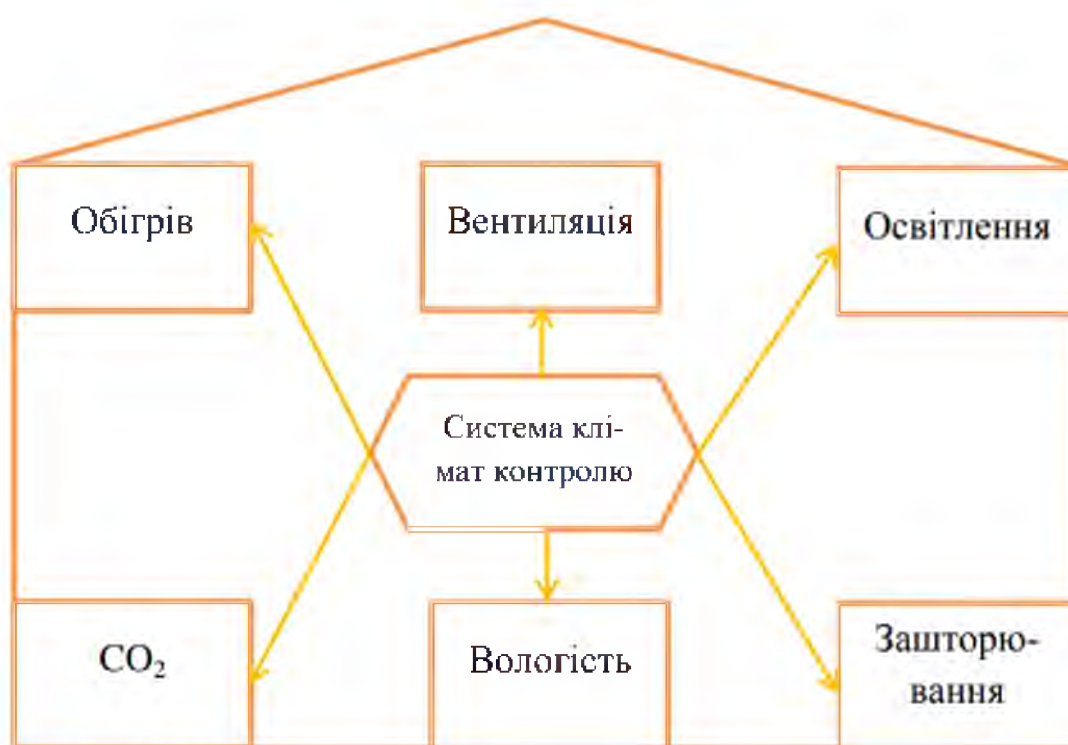 Обігрів
Вентиляція
Освітлення
Система клі-
мат контролю
CO₂
Вологість
Зашторю-
вання